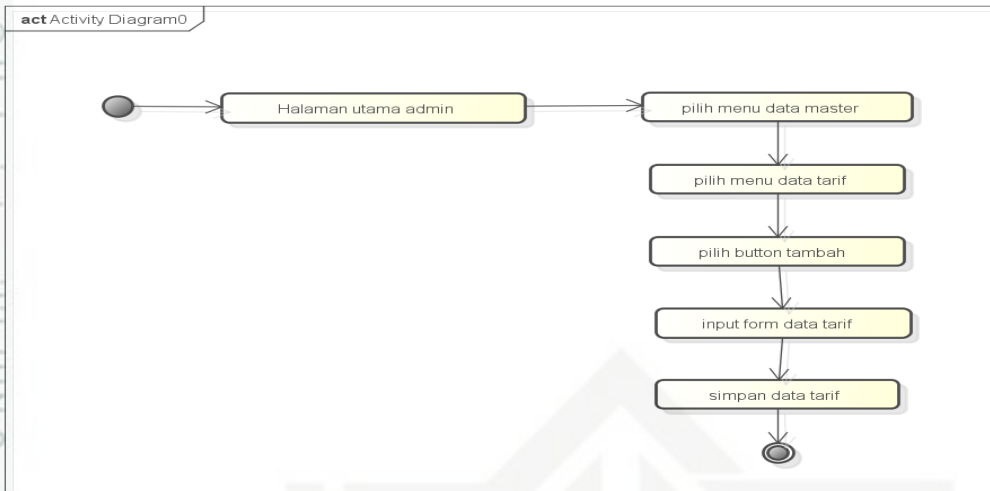 act Activity Diagram0
Halaman utama admin
pilih menu data master
pilih menu data tarif
pilih button tambah
input form data tarif
simpan data tarif